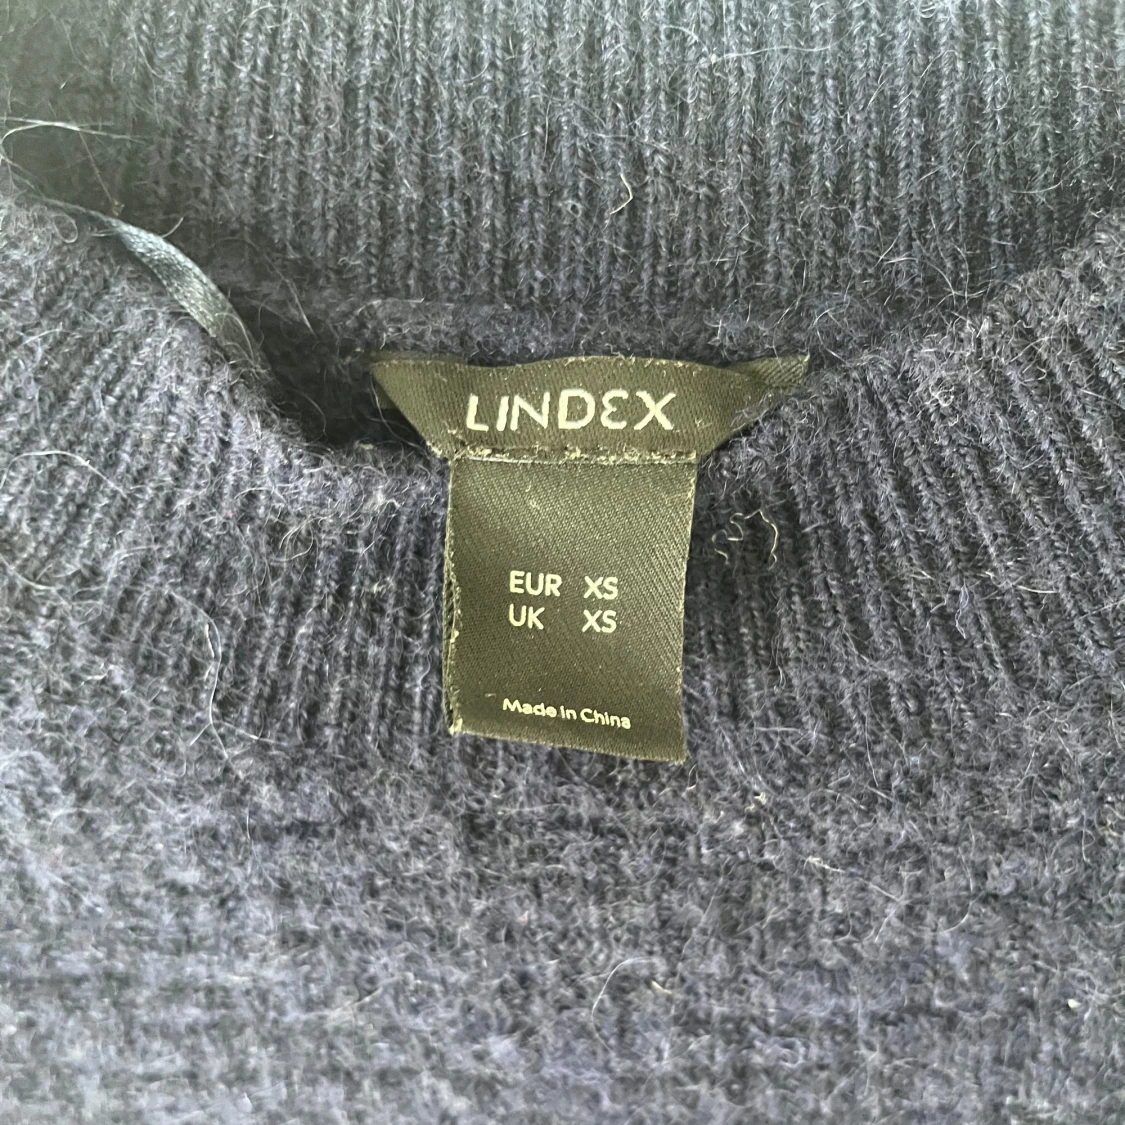 LINDEX
EUR XS
UK XS
Made in China